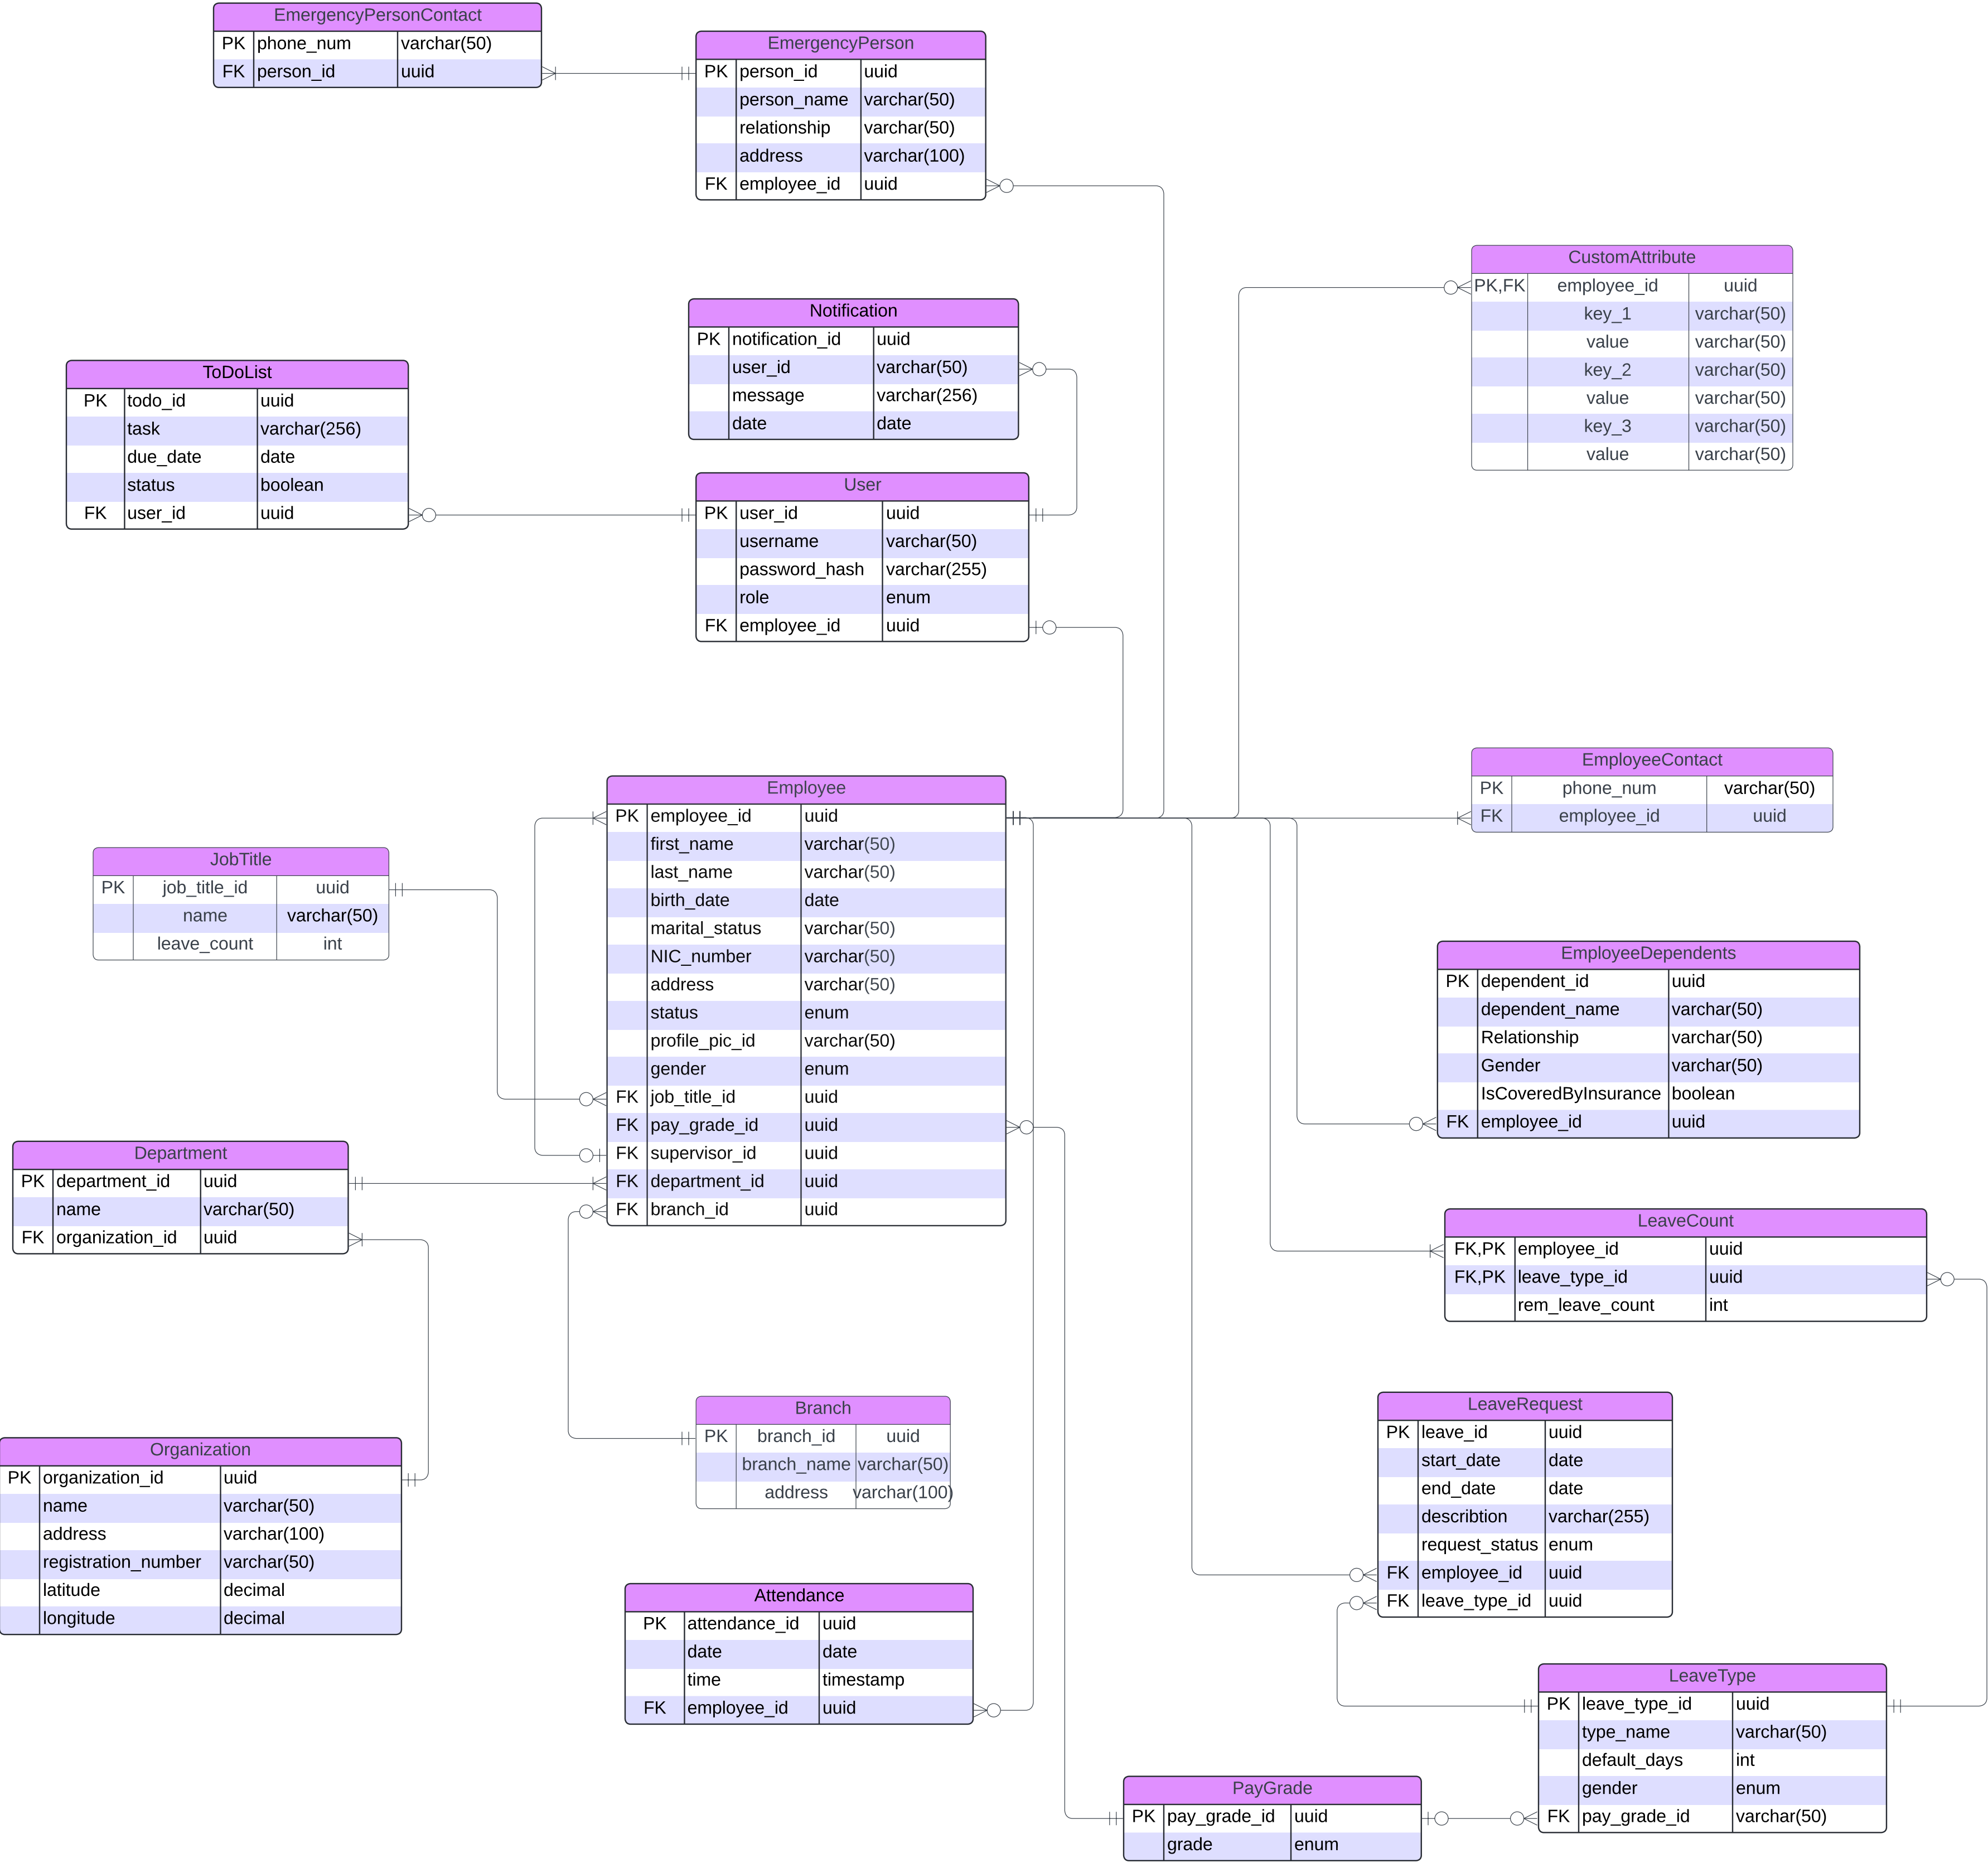 EmergencyPersonContact
PK phone_num varchar(50)
FK person_id uuid
EmergencyPerson
PK person_id uuid
person_name varchar(50)
relationship varchar(50)
address varchar(100)
FK employee_id uuid
CustomAttribute
PK,FK employee_id uuid
key_1 varchar(50)
value varchar(50)
key_2 varchar(50)
value varchar(50)
key_3 varchar(50)
value varchar(50)
Notification
PK notification_id uuid
user_id varchar(50)
message varchar(256)
date date
ToDoList
PK todo_id uuid
task varchar(256)
due_date date
status boolean
FK user_id uuid
User
PK user_id uuid
username varchar(50)
password_hash varchar(255)
role enum
FK employee_id uuid
EmployeeContact
PK phone_num varchar(50)
FK employee_id uuid
Employee
PK employee_id uuid
first_name varchar(50)
last_name varchar(50)
birth_date date
marital_status varchar(50)
NIC_number varchar(50)
address varchar(50)
status enum
profile_pic_id varchar(50)
gender enum
FK job_title_id uuid
FK pay_grade_id uuid
FK supervisor_id uuid
FK department_id uuid
FK branch_id uuid
JobTitle
PK job_title_id uuid
name varchar(50)
leave_count int
EmployeeDependents
PK dependent_id uuid
dependent_name varchar(50)
Relationship varchar(50)
Gender varchar(50)
IsCoveredByInsurance boolean
FK employee_id uuid
Department
PK department_id uuid
name varchar(50)
FK organization_id uuid
LeaveCount
FK,PK employee_id uuid
FK,PK leave_type_id uuid
rem_leave_count int
Branch
PK branch_id uuid
branch_name varchar(50)
address varchar(100)
LeaveRequest
PK leave_id uuid
start_date date
end_date date
describtion varchar(255)
request_status enum
FK employee_id uuid
FK leave_type_id uuid
Organization
PK organization_id uuid
name varchar(50)
address varchar(100)
registration_number varchar(50)
latitude decimal
longitude decimal
Attendance
PK attendance_id uuid
date date
time timestamp
FK employee_id uuid
LeaveType
PK leave_type_id uuid
type_name varchar(50)
default_days int
gender enum
FK pay_grade_id varchar(50)
PayGrade
PK pay_grade_id uuid
grade enum